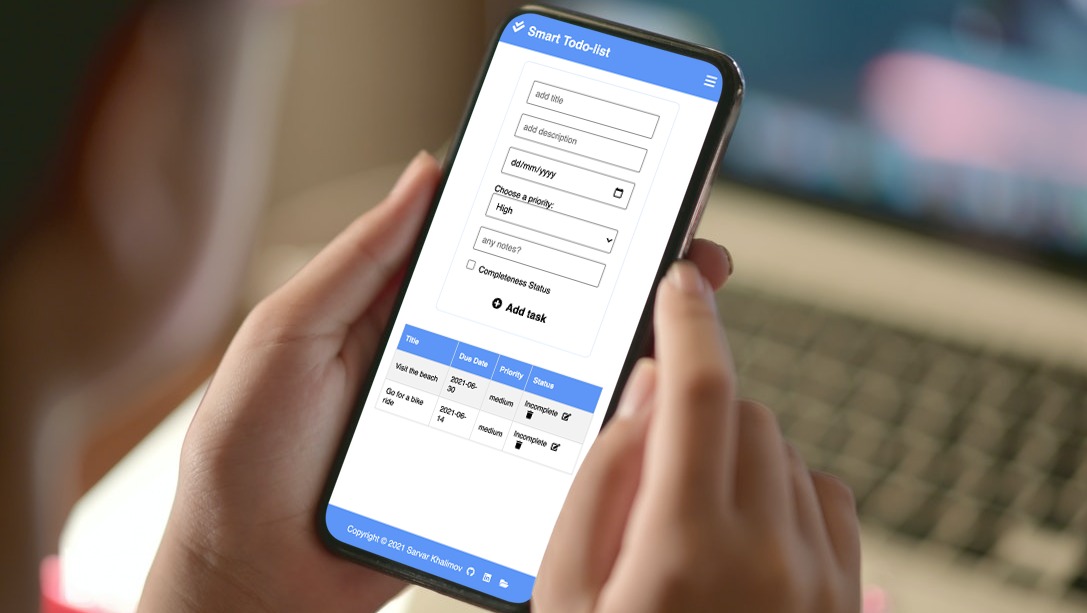 Smart Todo-list
add title
add description
dd/mm/yyyy
Choose a priority:
High
any notes?
Completeness Status
Add task
Title Due Date Priority Status
Visit the beach 2021-06-30 medium Incomplete
Go for a bike ride 2021-06-14 medium Incomplete
Copyright © 2021 Sarvar Khalimov